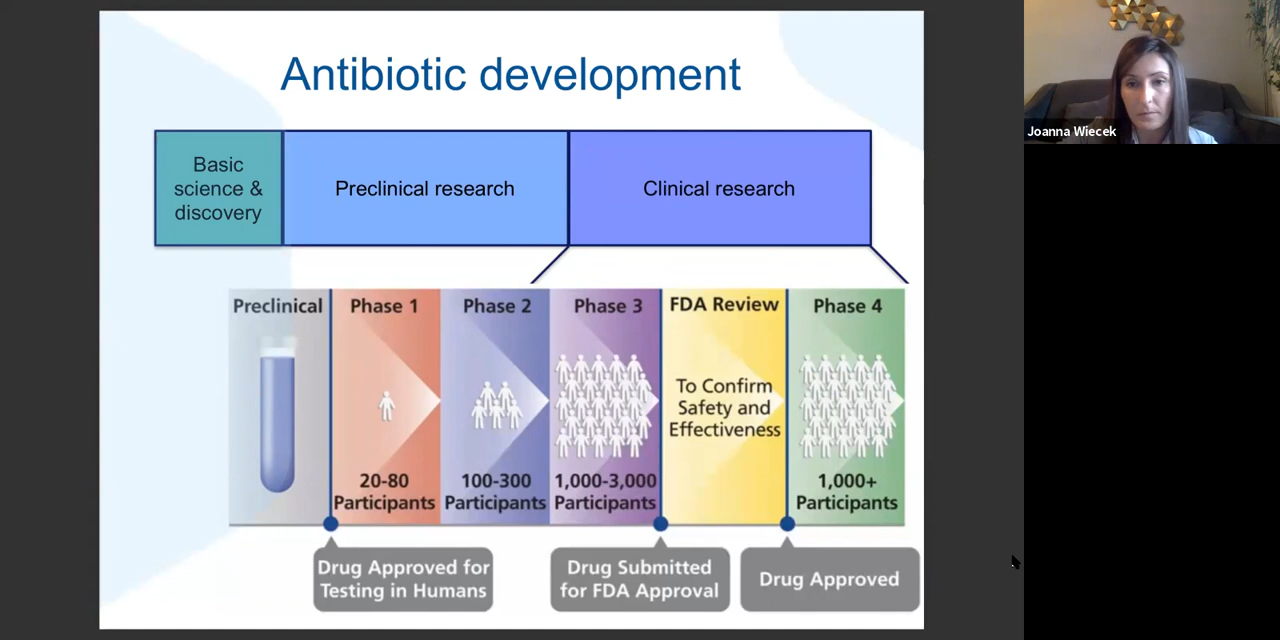 Antibiotic development
Basic
science &
discovery
Preclinical research
Clinical research
Preclinical
Phase 1
Phase 2
Phase 3
FDA Review
Phase 4
To Confirm
Safety and
Effectiveness
20-80
Participants
100-300
Participants
1,000-3,000
Participants
1,000+
Participants
Drug Approved for
Testing in Humans
Drug Submitted
for FDA Approval
Drug Approved
Joanna Wiecek